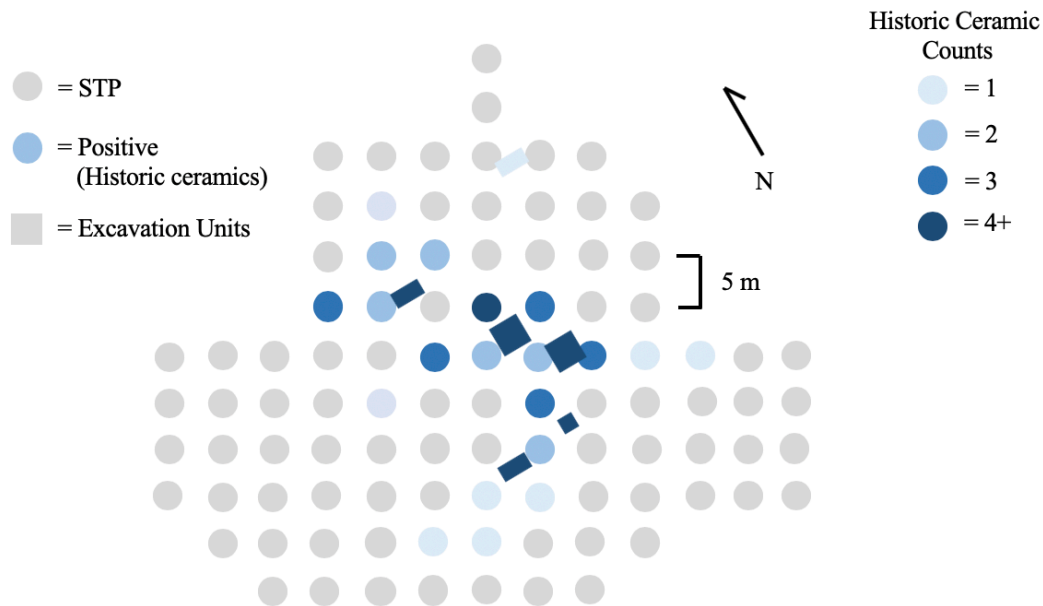 Historic Ceramic
Counts
= STP
= 1
= Positive
(Historic ceramics)
= 2
= 3
= Excavation Units
= 4+
N
5 m